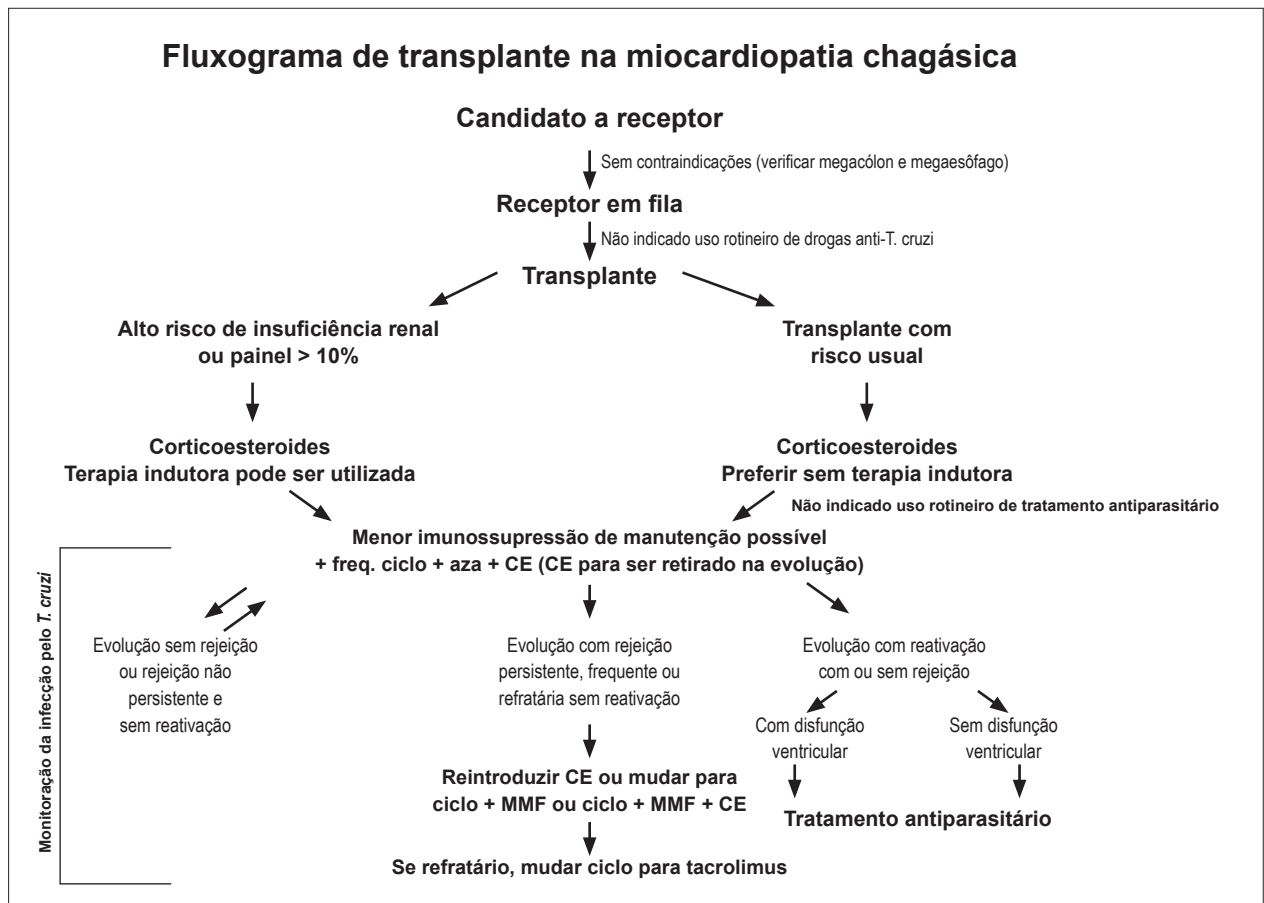 Fluxograma de transplante na miocardiopatia chagásica
Candidato a receptor
Sem contraindicações (verificar megacólon e megaesôfago)
Receptor em fila
Não indicado uso rotineiro de drogas anti-T. cruzi
Transplante
Alto risco de insuficiência renal
ou painel > 10%
Transplante com
risco usual
Corticoesteroides
Terapia indutora pode ser utilizada
Corticoesteroides
Preferir sem terapia indutora
Não indicado uso rotineiro de tratamento antiparasitário
Menor imunossupressão de manutenção possível
+ freq. ciclo + aza + CE (CE para ser retirado na evolução)
Monitoração da infecção pelo T. cruzi
Evolução sem rejeição
ou rejeição não
persistente e
sem reativação
Evolução com rejeição
persistente, frequente ou
refratária sem reativação
Evolução com reativação
com ou sem rejeição
Com disfunção
ventricular
Sem disfunção
ventricular
Reintroduzir CE ou mudar para
ciclo + MMF ou ciclo + MMF + CE
Tratamento antiparasitário
Se refratário, mudar ciclo para tacrolimus